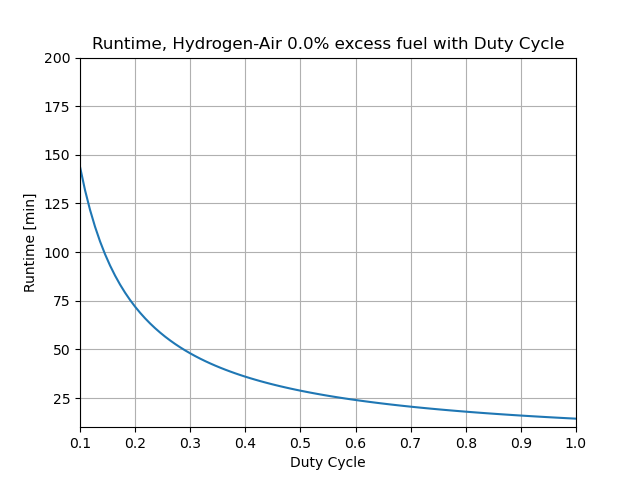 Runtime, Hydrogen-Air 0.0% excess fuel with Duty Cycle
200
175
150
125
100
75
50
25
Runtime [min]
0.1 0.2 0.3 0.4 0.5 0.6 0.7 0.8 0.9 1.0
Duty Cycle